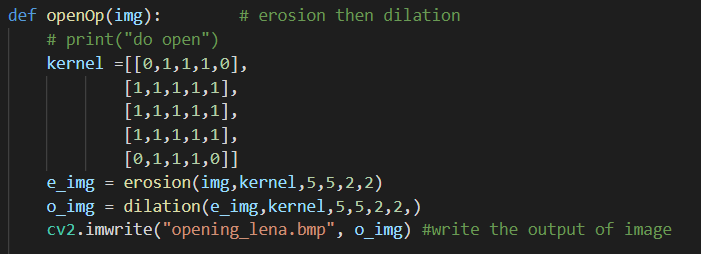 def openOp(img):        # erosion then dilation
    # print("do open")
    kernel =[[0,1,1,1,0],
            [1,1,1,1,1],
            [1,1,1,1,1],
            [1,1,1,1,1],
            [0,1,1,1,0]]
    e_img = erosion(img,kernel,5,5,2,2)
    o_img = dilation(e_img,kernel,5,5,2,2,)
    cv2.imwrite("opening_lena.bmp", o_img) #write the output of image